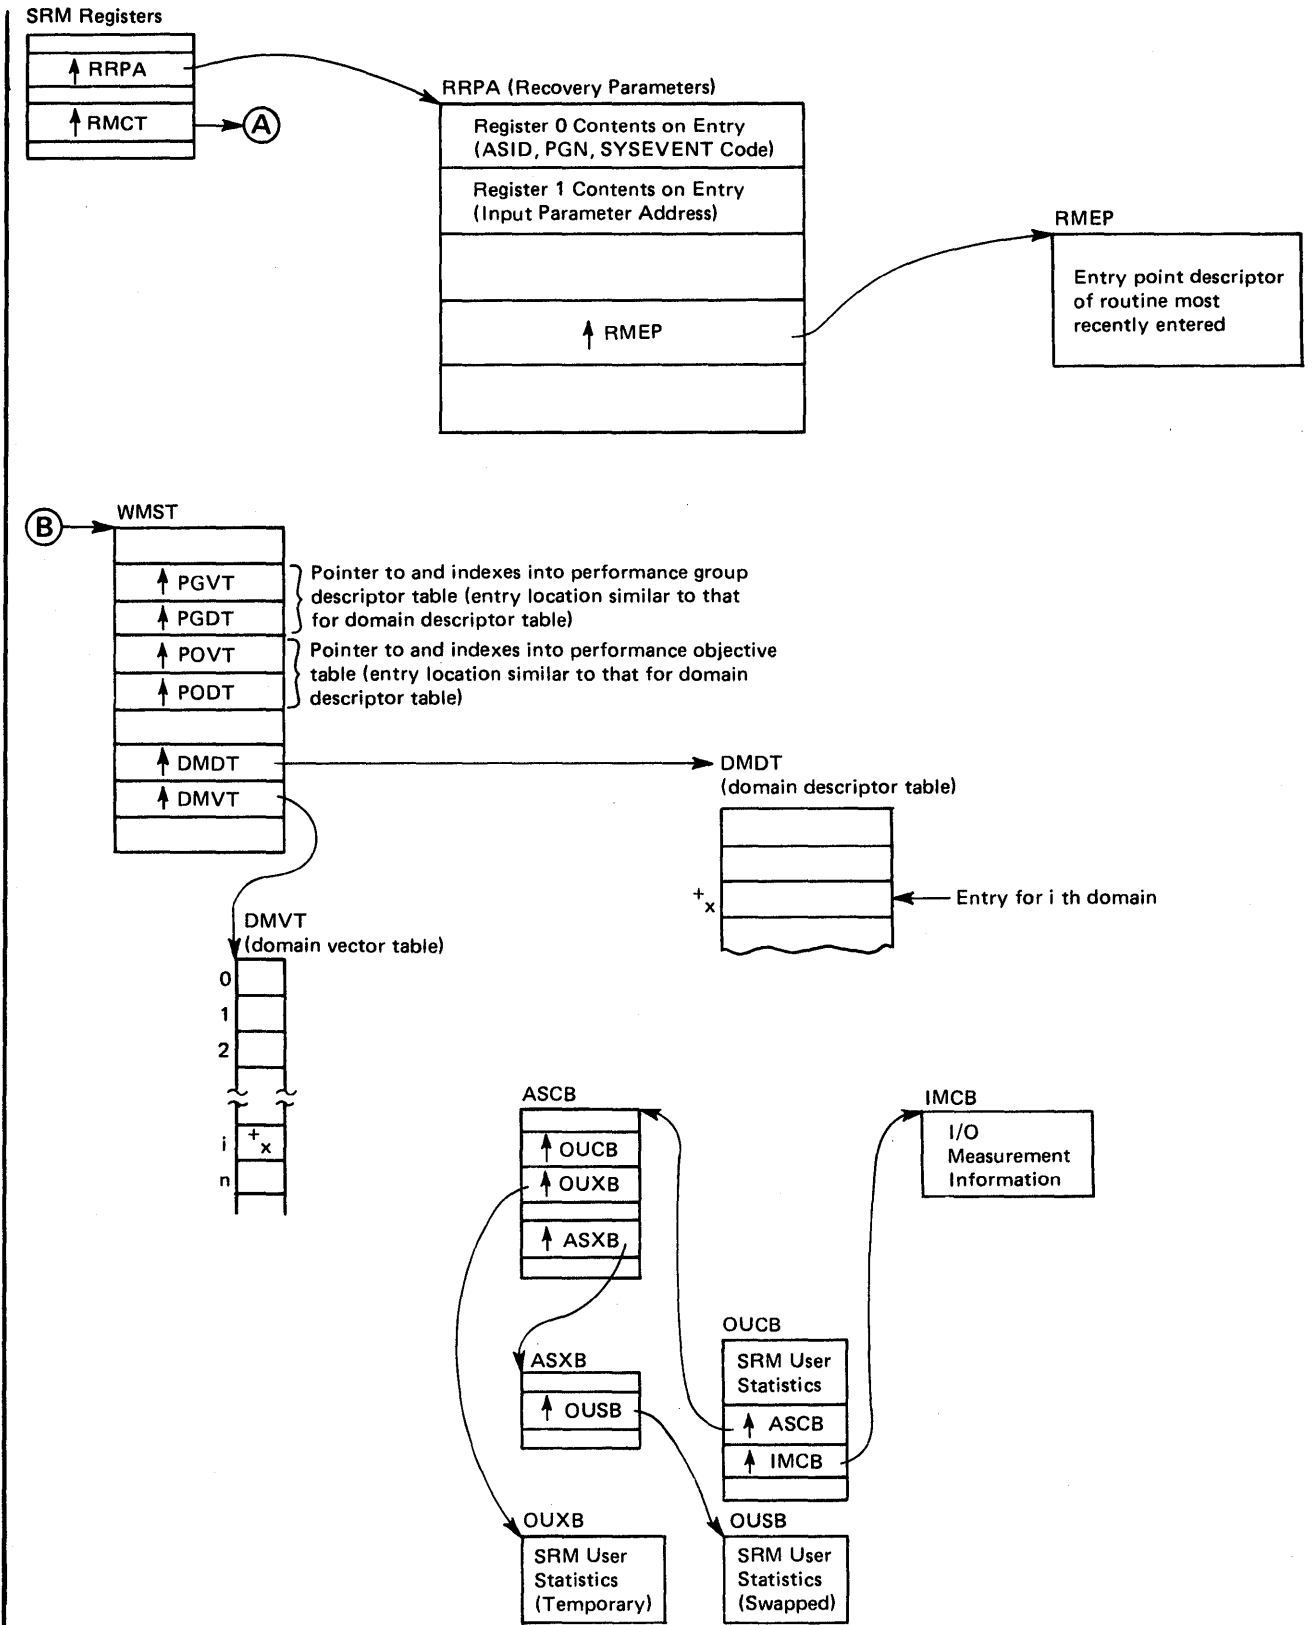 SRM Registers
↑ RRPA
↑ RMCT
A
RRPA (Recovery Parameters)
Register 0 Contents on Entry
(ASID, PGN, SYSEVENT Code)
Register 1 Contents on Entry
(Input Parameter Address)
↑ RMEP
RMEP
Entry point descriptor
of routine most
recently entered
B
WMST
↑ PGVT
↑ PGDT
↑ POVT
↑ PODT
↑ DMDT
↑ DMVT
Pointer to and indexes into performance group
descriptor table (entry location similar to that
for domain descriptor table)
Pointer to and indexes into performance objective
table (entry location similar to that for domain
descriptor table)
DMDT
(domain descriptor table)
+x
Entry for i th domain
DMVT
(domain vector table)
0
1
2
i
+x
n
ASCB
↑ OUCB
↑ OUXB
↑ ASXB
IMCB
I/O
Measurement
Information
ASXB
↑ OUSB
OUCB
SRM User
Statistics
↑ ASCB
↑ IMCB
OUXB
SRM User
Statistics
(Temporary)
OUSB
SRM User
Statistics
(Swapped)